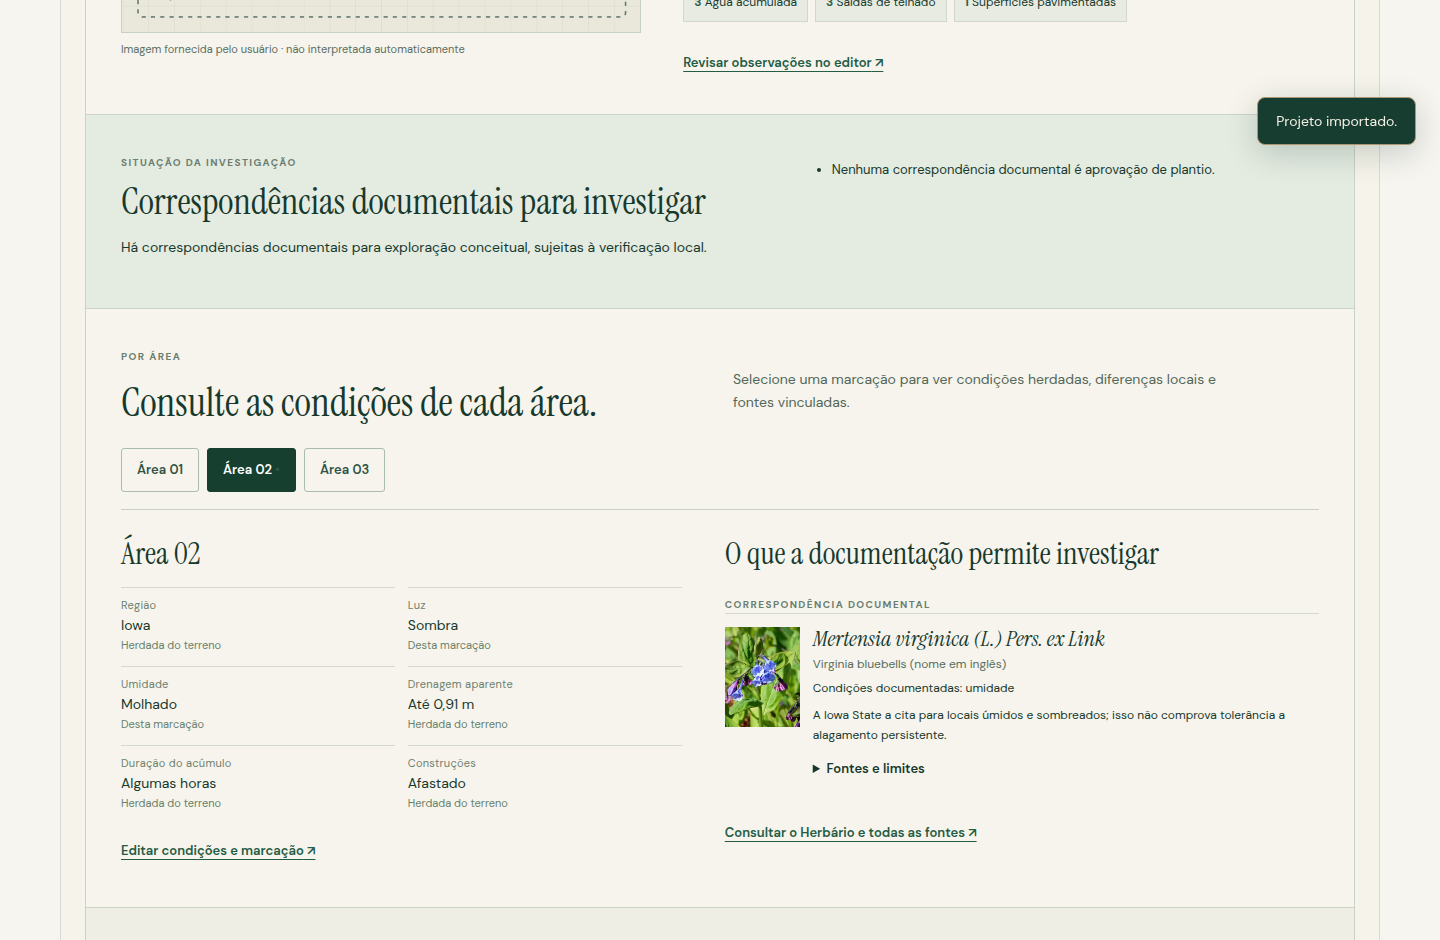 3 Água acumulada
3 Saídas de telhado
1 Superfícies pavimentadas
Imagem fornecida pelo usuário · não interpretada automaticamente
Revisar observações no editor ↗
Projeto importado.
SITUAÇÃO DA INVESTIGAÇÃO
Correspondências documentais para investigar
Há correspondências documentais para exploração conceitual, sujeitas à verificação local.
• Nenhuma correspondência documental é aprovação de plantio.
POR ÁREA
Consulte as condições de cada área.
Selecione uma marcação para ver condições herdadas, diferenças locais e
fontes vinculadas.
Área 01
Área 02 ·
Área 03
Área 02
Região
Iowa
Herdada do terreno
Luz
Sombra
Desta marcação
Umidade
Molhado
Desta marcação
Drenagem aparente
Até 0,91 m
Herdada do terreno
Duração do acúmulo
Algumas horas
Herdada do terreno
Construções
Afastado
Herdada do terreno
Editar condições e marcação ↗
O que a documentação permite investigar
CORRESPONDÊNCIA DOCUMENTAL
Mertensia virginica (L.) Pers. ex Link
Virginia bluebells (nome em inglês)
Condições documentadas: umidade
A Iowa State a cita para locais úmidos e sombreados; isso não comprova tolerância a
alagamento persistente.
▶ Fontes e limites
Consultar o Herbário e todas as fontes ↗